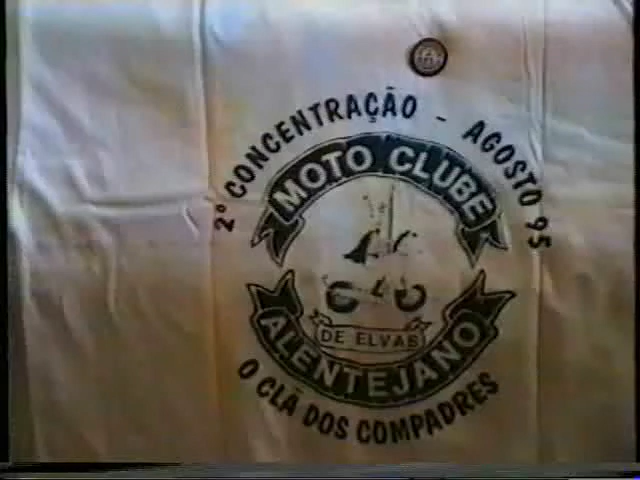 2º CONCENTRAÇÃO - AGOSTO 95
MOTO CLUBE
DE ELVAS
ALENTEJANO
O CLÃ DOS COMPADRES